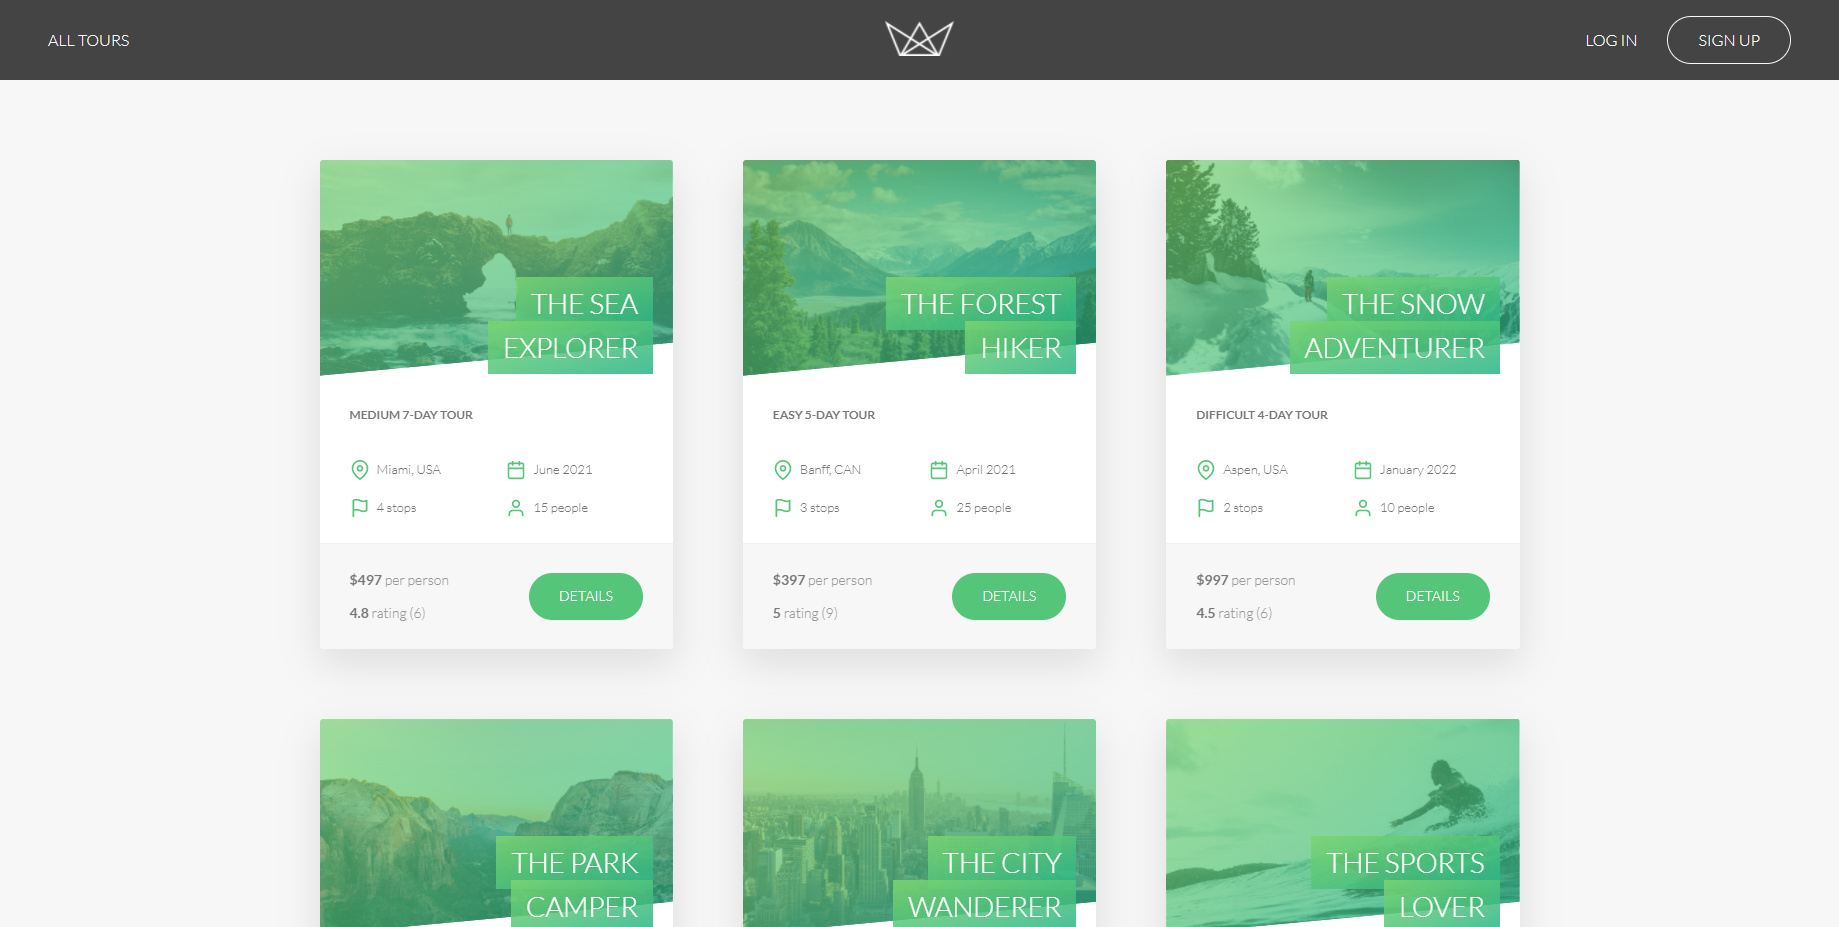 ALL TOURS
LOG IN
SIGN UP
THE SEA
EXPLORER
MEDIUM 7-DAY TOUR
Miami, USA
June 2021
4 stops
15 people
$497 per person
4.8 rating (6)
DETAILS
THE FOREST
HIKER
EASY 5-DAY TOUR
Banff, CAN
April 2021
3 stops
25 people
$397 per person
5 rating (9)
DETAILS
THE SNOW
ADVENTURER
DIFFICULT 4-DAY TOUR
Aspen, USA
January 2022
2 stops
10 people
$997 per person
4.5 rating (6)
DETAILS
THE PARK
CAMPER
THE CITY
WANDERER
THE SPORTS
LOVER